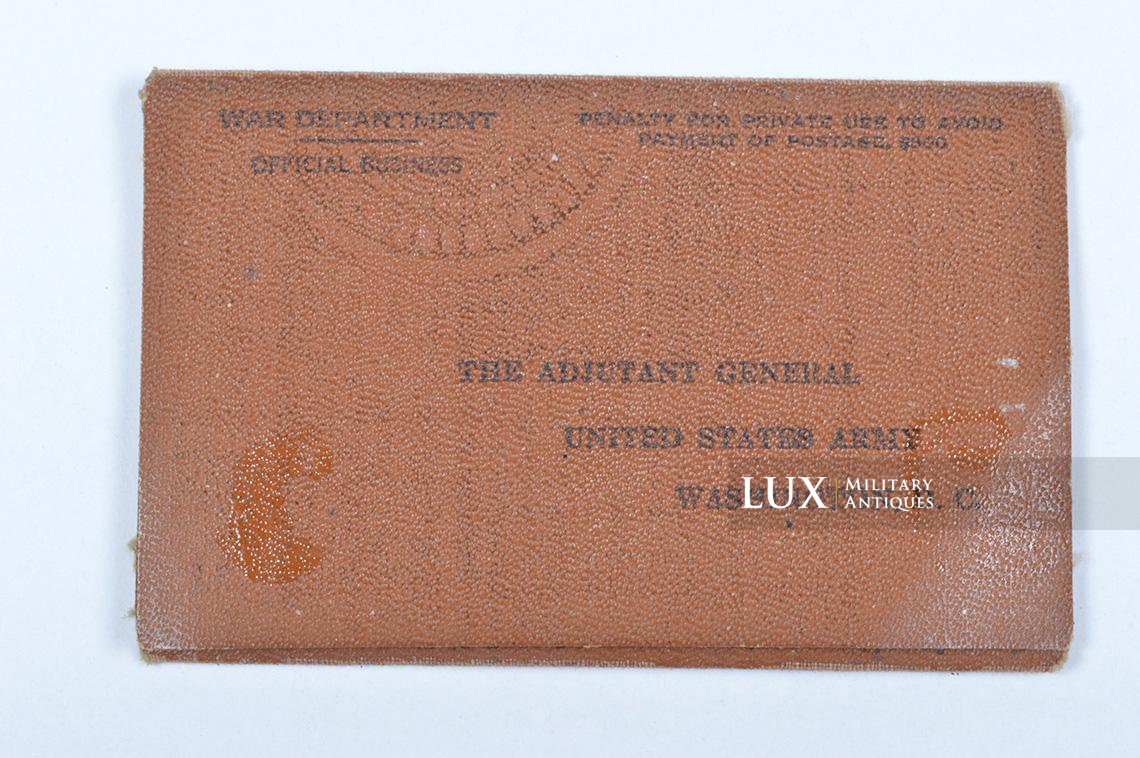 WAR DEPARTMENT
OFFICIAL BUSINESS
PENALTY FOR PRIVATE USE TO AVOID
PAYMENT OF POSTAGE, $300
THE ADJUTANT GENERAL
UNITED STATES ARMY
WASHINGTON, D. C.
LUX MILITARY
ANTIQUES